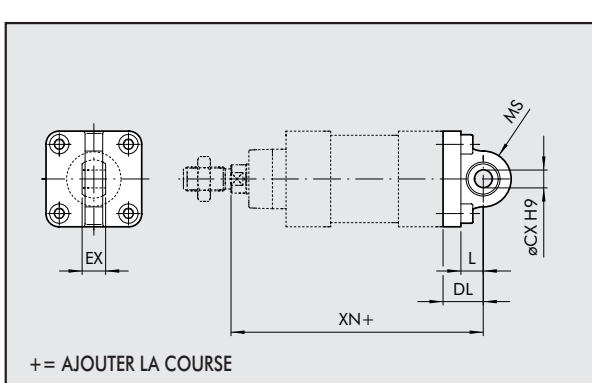 MS
EX
L
øCX H9
DL
XN+
+= AJOUTER LA COURSE